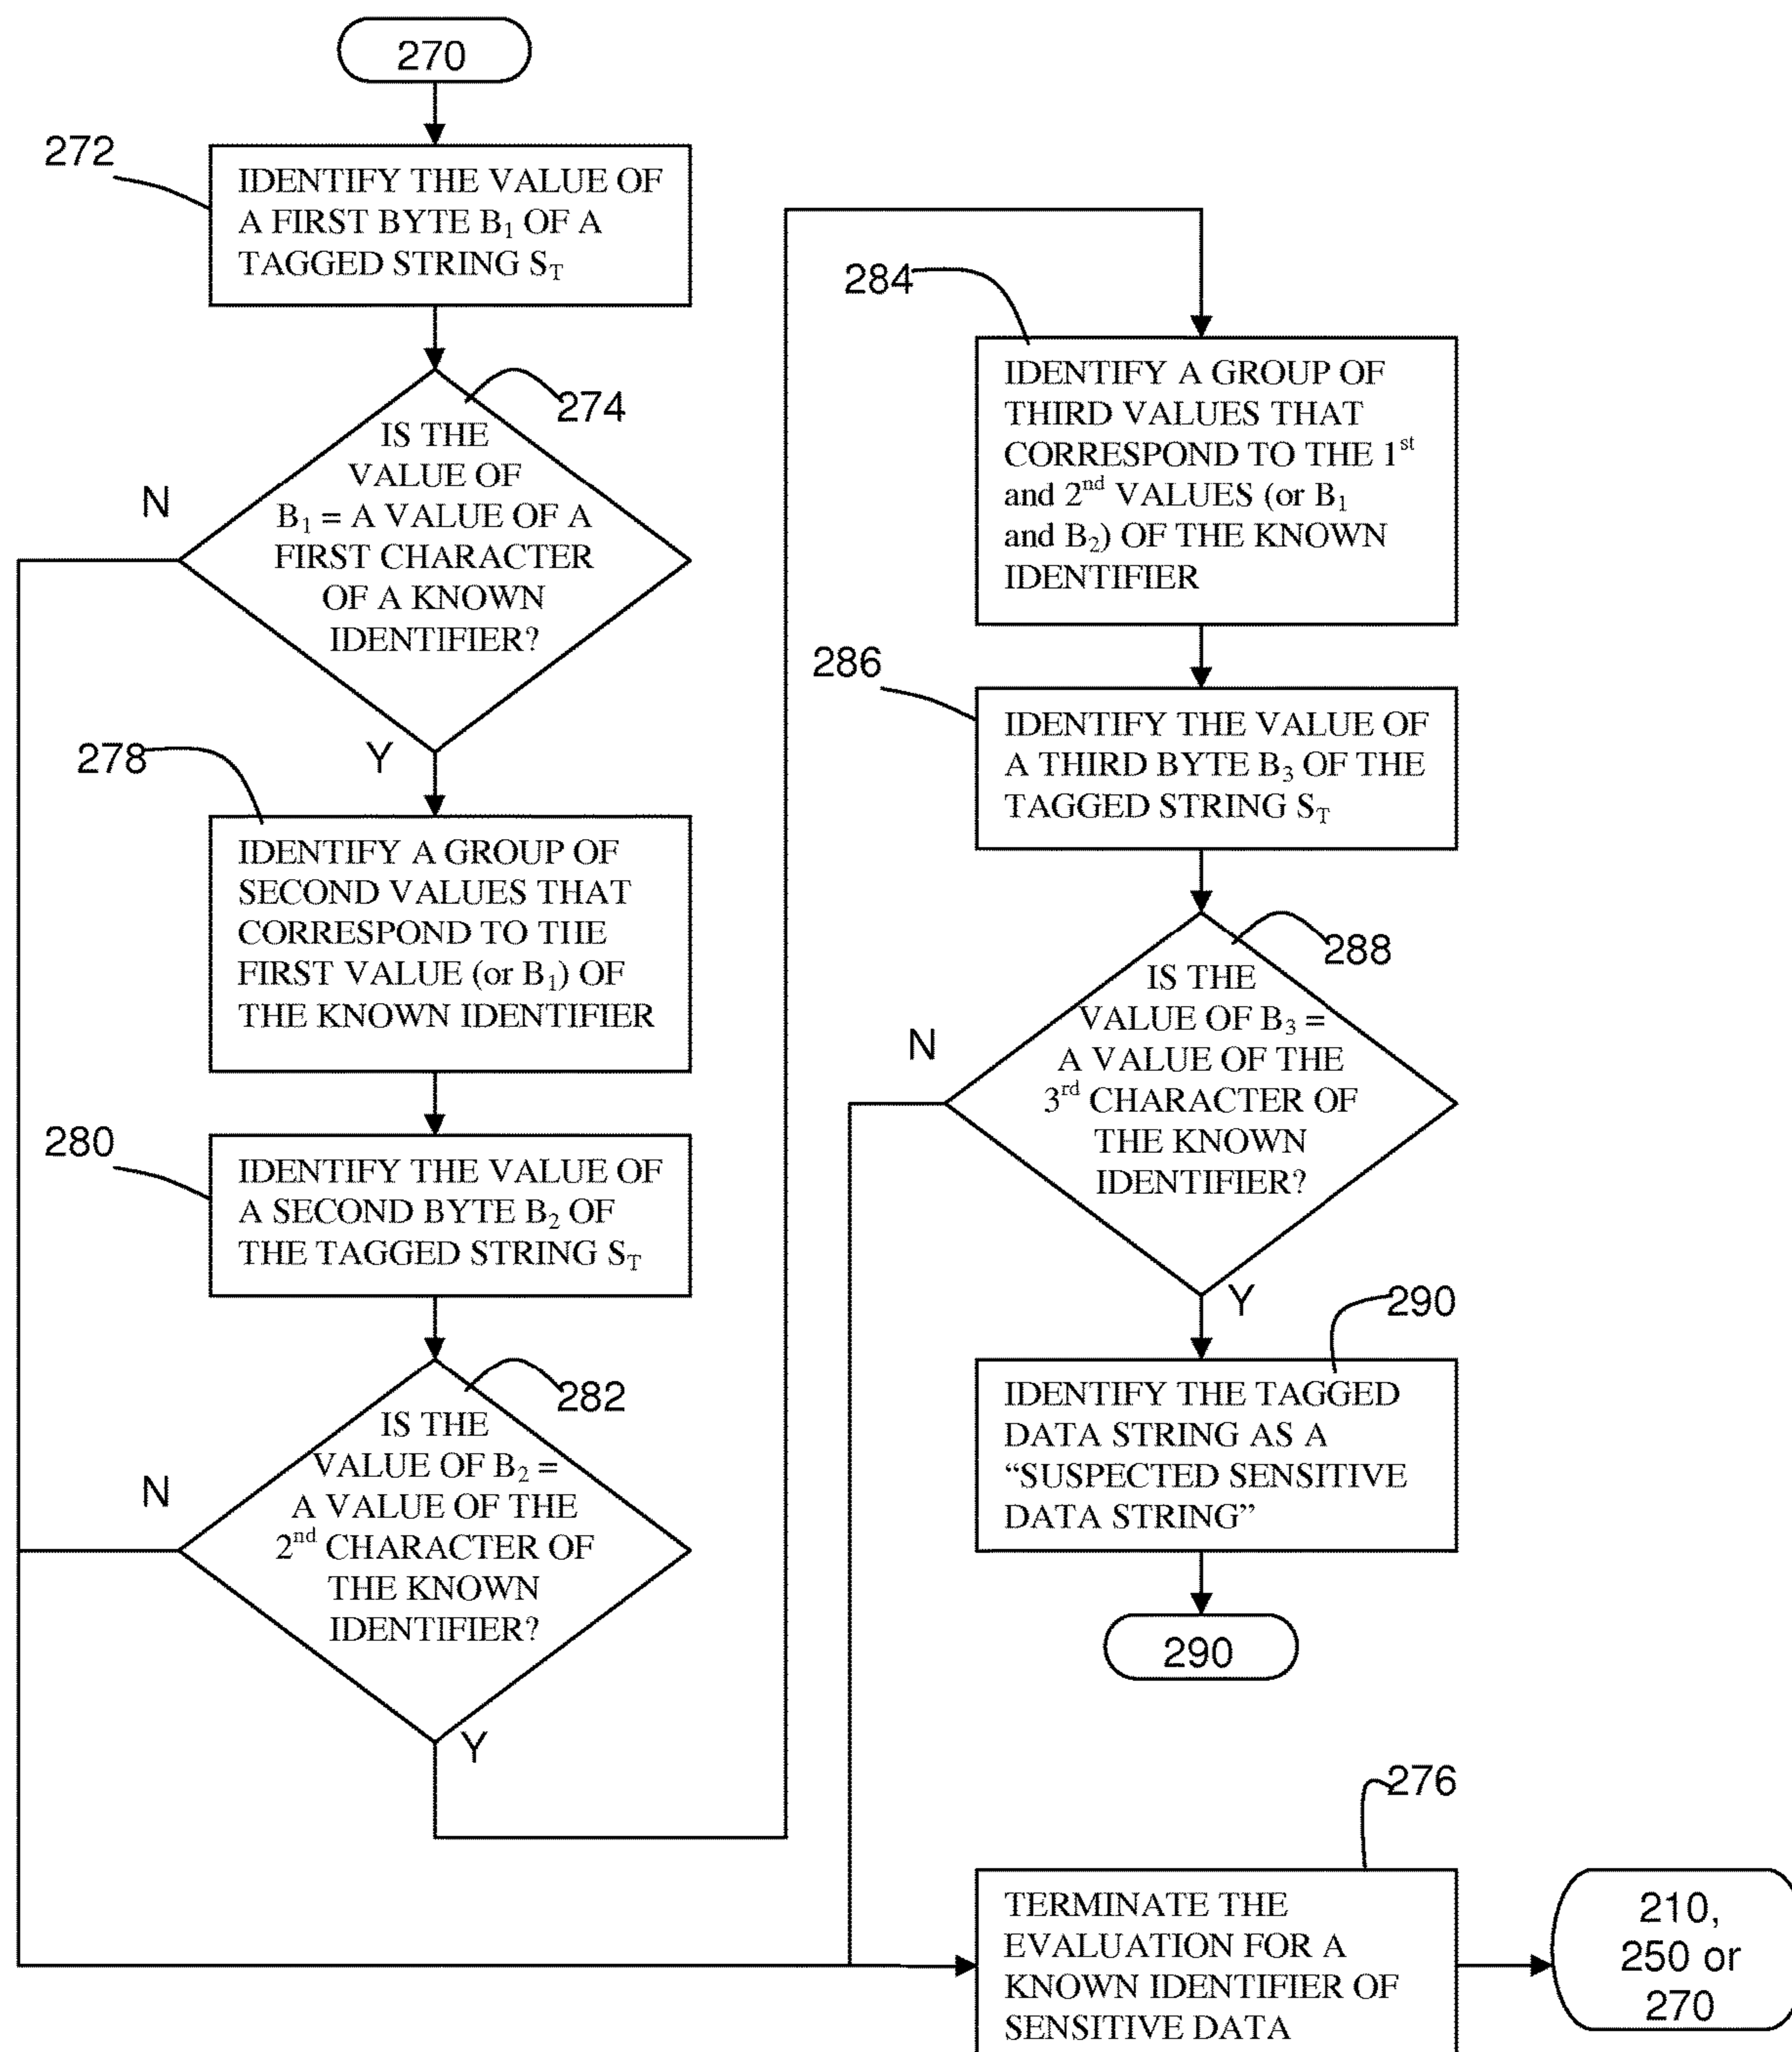 270
272
IDENTIFY THE VALUE OF
A FIRST BYTE B₁ OF A
TAGGED STRING S_T
274
IS THE
VALUE OF
B₁ = A VALUE OF A
FIRST CHARACTER
OF A KNOWN
IDENTIFIER?
N
Y
278
IDENTIFY A GROUP OF
SECOND VALUES THAT
CORRESPOND TO THE
FIRST VALUE (or B₁) OF
THE KNOWN IDENTIFIER
280
IDENTIFY THE VALUE OF
A SECOND BYTE B₂ OF
THE TAGGED STRING S_T
282
IS THE
VALUE OF B₂ =
A VALUE OF THE
2nd CHARACTER OF
THE KNOWN
IDENTIFIER?
N
Y
284
IDENTIFY A GROUP OF
THIRD VALUES THAT
CORRESPOND TO THE 1st
and 2nd VALUES (or B₁
and B₂) OF THE KNOWN
IDENTIFIER
286
IDENTIFY THE VALUE OF
A THIRD BYTE B₃ OF THE
TAGGED STRING S_T
288
IS THE
VALUE OF B₃ =
A VALUE OF THE
3rd CHARACTER OF
THE KNOWN
IDENTIFIER?
N
Y
290
IDENTIFY THE TAGGED
DATA STRING AS A
“SUSPECTED SENSITIVE
DATA STRING”
290
276
TERMINATE THE
EVALUATION FOR A
KNOWN IDENTIFIER OF
SENSITIVE DATA
210,
250 or
270